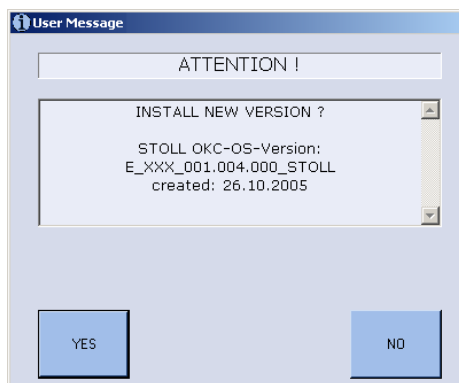 User Message
ATTENTION !
INSTALL NEW VERSION ?
STOLL OKC-OS-Version:
E_XXX_001.004.000_STOLL
created: 26.10.2005
YES
NO